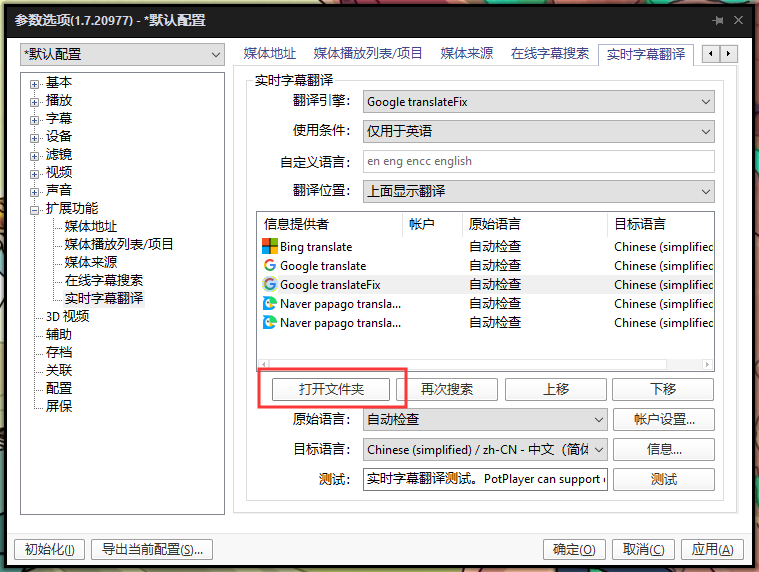 参数选项(1.7.20977) - *默认配置
*默认配置
媒体地址 媒体播放列表/项目 媒体来源 在线字幕搜索 实时字幕翻译
基本
播放
字幕
设备
滤镜
视频
声音
扩展功能
媒体地址
媒体播放列表/项目
媒体来源
在线字幕搜索
实时字幕翻译
3D 视频
辅助
存档
关联
配置
屏保
实时字幕翻译
翻译引擎: Google translateFix
使用条件: 仅用于英语
自定义语言: en eng encc english
翻译位置: 上面显示翻译
信息提供者 帐户 原始语言 目标语言
Bing translate 自动检查 Chinese (simplified
Google translate 自动检查 Chinese (simplified
Google translateFix 自动检查 Chinese (simplified
Naver papago transla... 自动检查 Chinese (simplified
Naver papago transla... 自动检查 Chinese (simplified
打开文件夹 再次搜索 上移 下移
原始语言: 自动检查 帐户设置...
目标语言: Chinese (simplified) / zh-CN - 中文（简体 信息...
测试: 实时字幕翻译测试。PotPlayer can support 测试
初始化(I) 导出当前配置(S)... 确定(O) 取消(C) 应用(A)